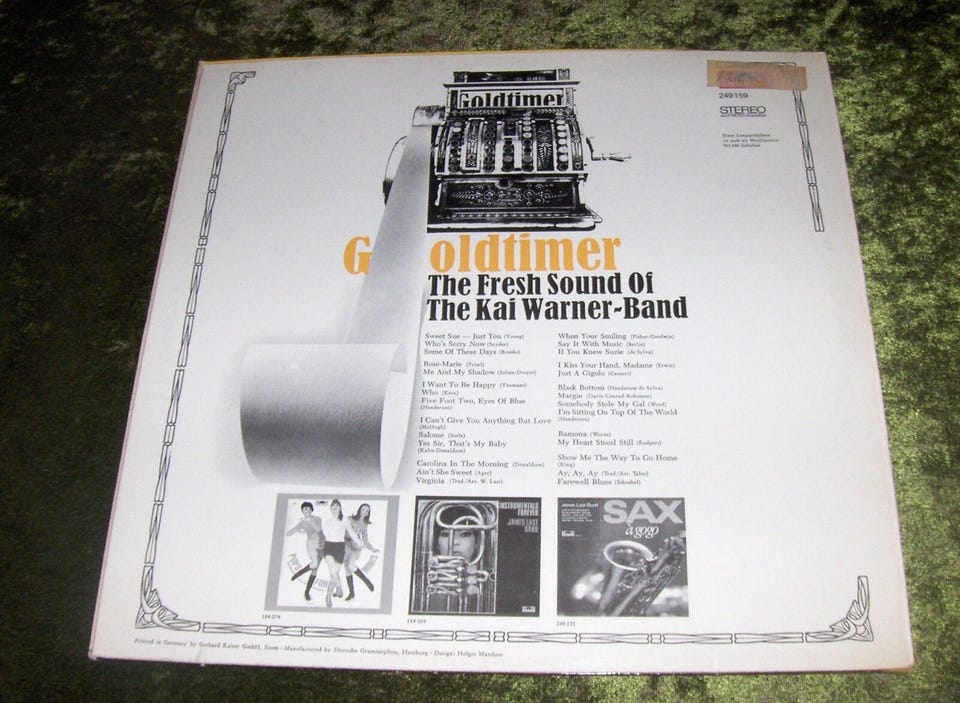 Goldtimer
249159
STEREO
Goldtimer
The Fresh Sound Of
The Kai Warner-Band
Sweet Sue — Just You (Young)
Who's Sorry Now (Snyder)
Some Of These Days (Brooks)
Rose-Marie (Friml)
Me And My Shadow (Jolson-Dreyer)
I Want To Be Happy (Youmans)
Who (Kern)
Five Foot Two, Eyes Of Blue
(Henderson)
I Can't Give You Anything But Love
(McHugh)
Salome (Stolz)
Yes Sir, That's My Baby
(Kahn-Donaldson)
Carolina In The Morning (Donaldson)
Ain't She Sweet (Ager)
Virginia (Trad./Arr. W. Last)
When Your Smiling (Fisher-Goodwin)
Say It With Music (Berlin)
If You Knew Suzie (de Sylva)
I Kiss Your Hand, Madame (Erwin)
Just A Gigolo (Casucci)
Black Bottom (Henderson-de Sylva)
Margie (Davis-Conrad-Robinson)
Somebody Stole My Gal (Wood)
I'm Sitting On Top Of The World
(Henderson)
Ramona (Wayne)
My Heart Stood Still (Rodgers)
Show Me The Way To Go Home
(King)
Ay, Ay, Ay (Trad./Arr. Tabo)
Farewell Blues (Schoebel)
INSTRUMENTALS
FOREVER
JAMES LAST
BAND
James Last-Band
SAX
à gogo
184 074
184 559
249 121
Printed in Germany by Gerhard Kaiser GmbH, Essen · Manufactured by Deutsche Grammophon, Hamburg · Design: Holger Matthies